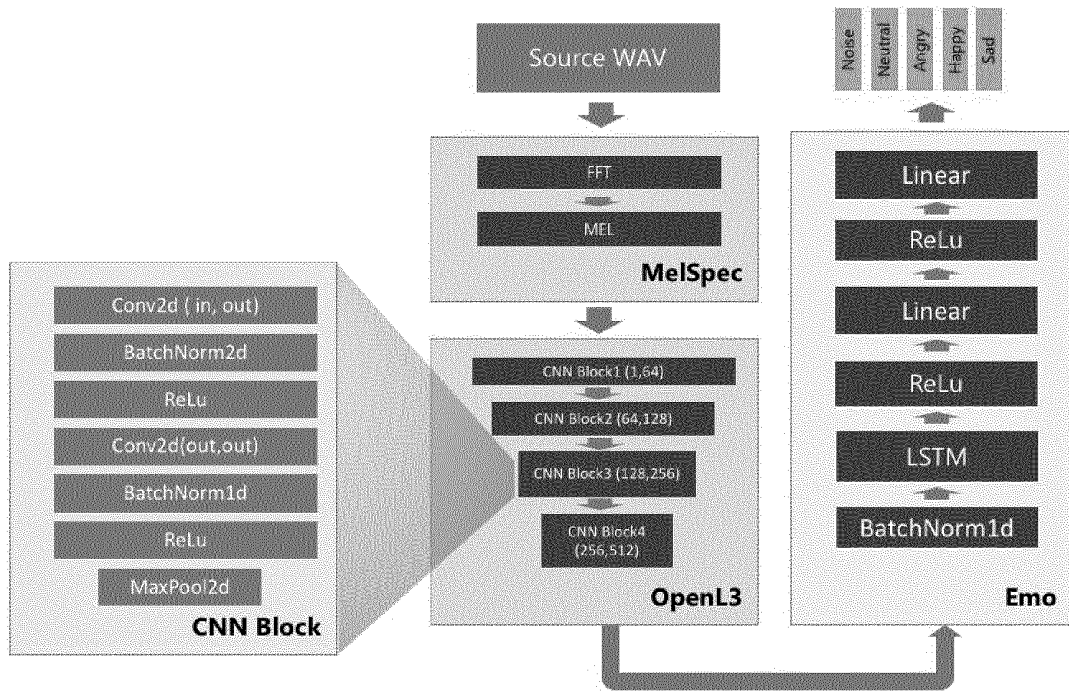 Source WAV
FFT
MEL
MelSpec
CNN Block1 (1,64)
CNN Block2 (64,128)
CNN Block3 (128,256)
CNN Block4
(256,512)
OpenL3
Conv2d ( in, out)
BatchNorm2d
ReLu
Conv2d(out,out)
BatchNorm1d
ReLu
MaxPool2d
CNN Block
Noise
Neutral
Angry
Happy
Sad
Linear
ReLu
Linear
ReLu
LSTM
BatchNorm1d
Emo